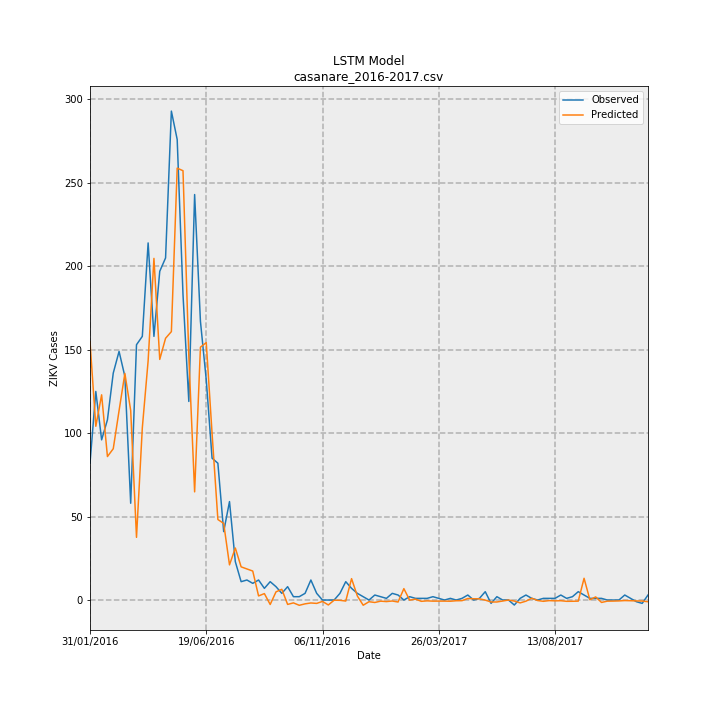 LSTM Model
casanare_2016-2017.csv
Observed
Predicted
300
250
200
150
100
50
0
ZIKV Cases
31/01/2016
19/06/2016
06/11/2016
26/03/2017
13/08/2017
Date